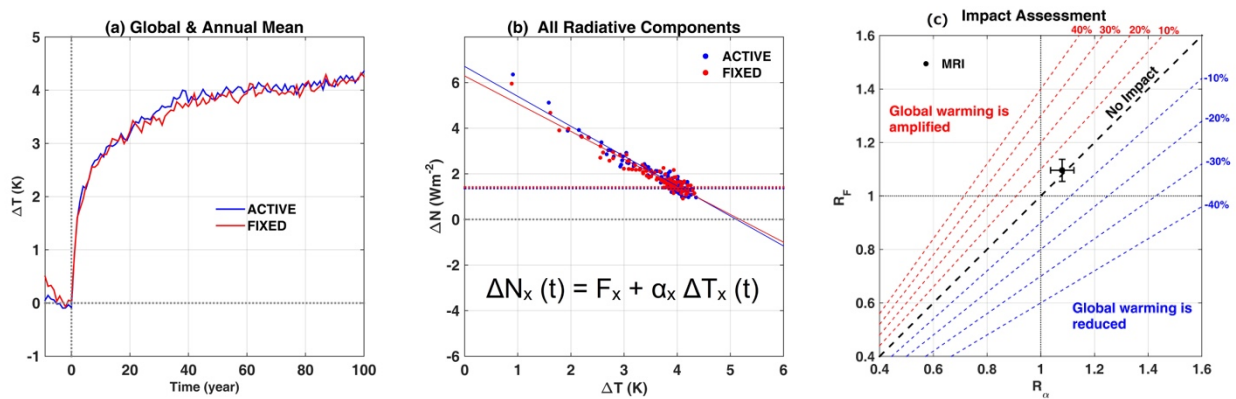 (a) Global & Annual Mean
5
4
3
2
1
0
-1
0
20
40
60
80
100
ΔT (K)
Time (year)
ACTIVE
FIXED
(b) All Radiative Components
6
4
2
0
-2
-4
-6
0
1
2
3
4
5
6
ΔN (Wm-2)
ΔT (K)
ACTIVE
FIXED
ΔNx (t) = Fx + αx ΔTx (t)
(c) Impact Assessment
1.6
1.4
1.2
1
0.8
0.6
0.4
0.4
0.6
0.8
1
1.2
1.4
1.6
RF
Rα
MRI
40%
30%
20%
10%
No Impact
-10%
-20%
-30%
-40%
Global warming is
amplified
Global warming is
reduced